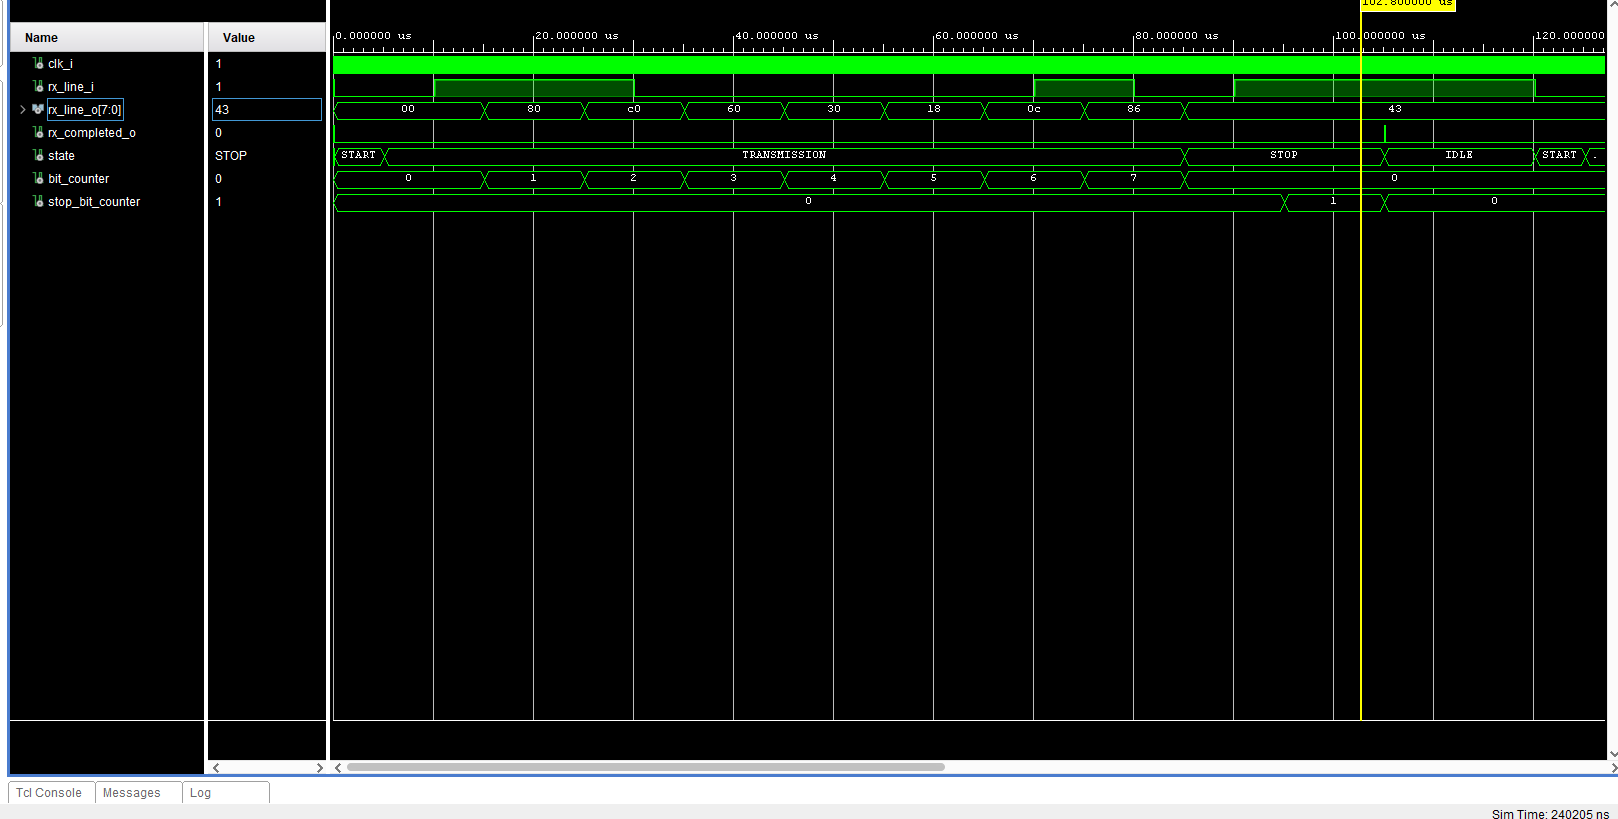 102.800000 us
Name Value
0.000000 us 20.000000 us 40.000000 us 60.000000 us 80.000000 us 100.000000 us 120.000000
clk_i 1
rx_line_i 1
rx_line_o[7:0] 43 00 80 c0 60 30 18 0c 86 43
rx_completed_o 0
state STOP START TRANSMISSION STOP IDLE START .
bit_counter 0 0 1 2 3 4 5 6 7 0
stop_bit_counter 1 0 1 0
Tcl Console Messages Log
Sim Time: 240205 ns